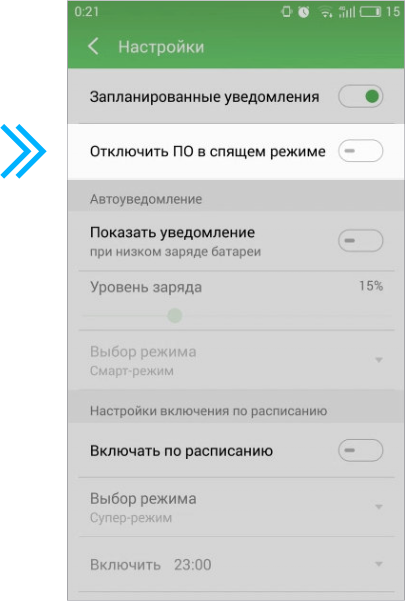 0:21 15
Настройки
Запланированные уведомления
Отключить ПО в спящем режиме
Автоуведомление
Показать уведомление
при низком заряде батареи
Уровень заряда 15%
Выбор режима
Смарт-режим
Настройки включения по расписанию
Включать по расписанию
Выбор режима
Супер-режим
Включить 23:00